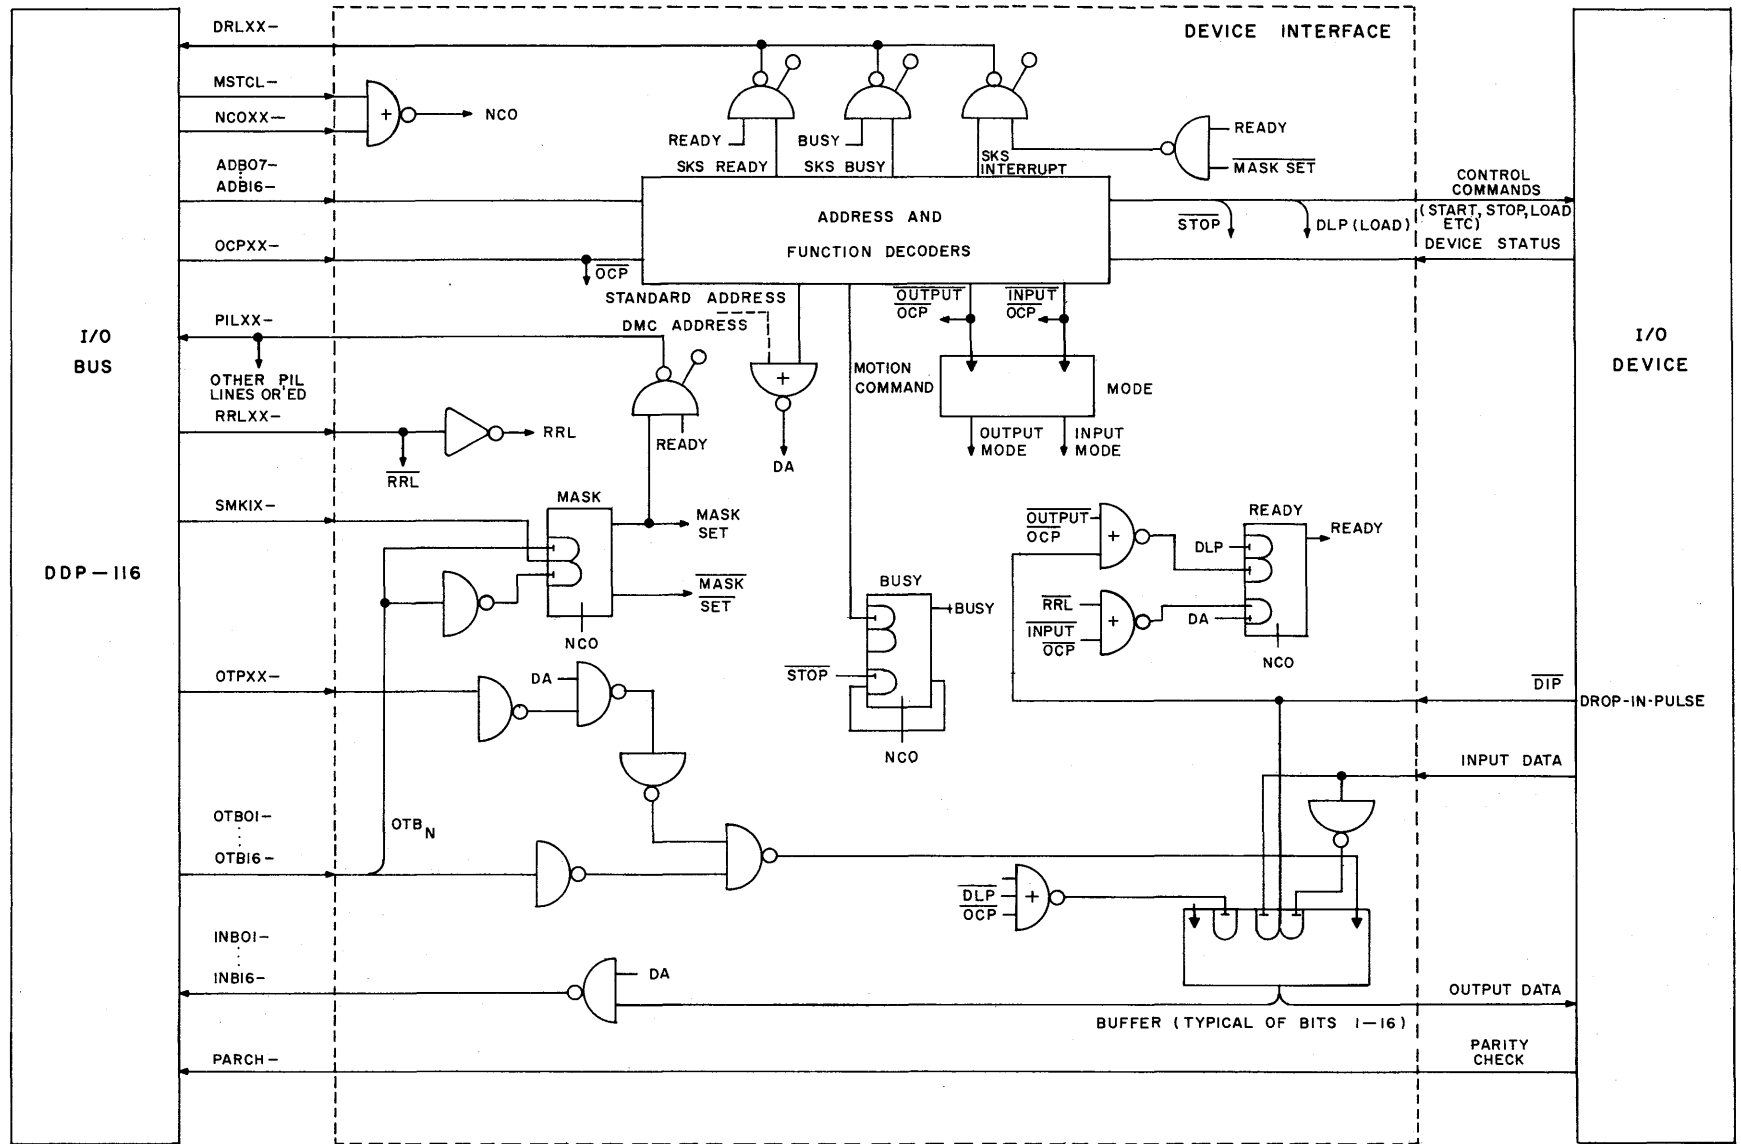 DEVICE INTERFACE
DRLXX-
MSTCL-
NCOXX-
+
NCO
ADB07-
ADB16-
OCPXX-
OCP
READY
BUSY
SKS READY
SKS BUSY
SKS
INTERRUPT
READY
MASK SET
ADDRESS AND
FUNCTION DECODERS
CONTROL
COMMANDS
(START, STOP, LOAD
ETC)
STOP
DLP (LOAD)
DEVICE STATUS
STANDARD ADDRESS
DMC ADDRESS
OUTPUT
OCP
INPUT
OCP
PILXX-
I/O
BUS
I/O
DEVICE
OTHER PIL
LINES OR'ED
+
MOTION
COMMAND
MODE
RRLXX-
RRL
RRL
READY
DA
OUTPUT
MODE
INPUT
MODE
SMK1X-
MASK
MASK
SET
MASK
SET
NCO
DDP-116
OUTPUT
OCP
+
READY
READY
DLP
RRL
INPUT
OCP
+
DA
NCO
BUSY
BUSY
STOP
NCO
OTPXX-
DA
DIP
DROP-IN-PULSE
INPUT DATA
OTB01-
OTB16-
OTBN
DLP
OCP
+
INB01-
INB16-
DA
OUTPUT DATA
BUFFER (TYPICAL OF BITS 1-16)
PARCH-
PARITY
CHECK